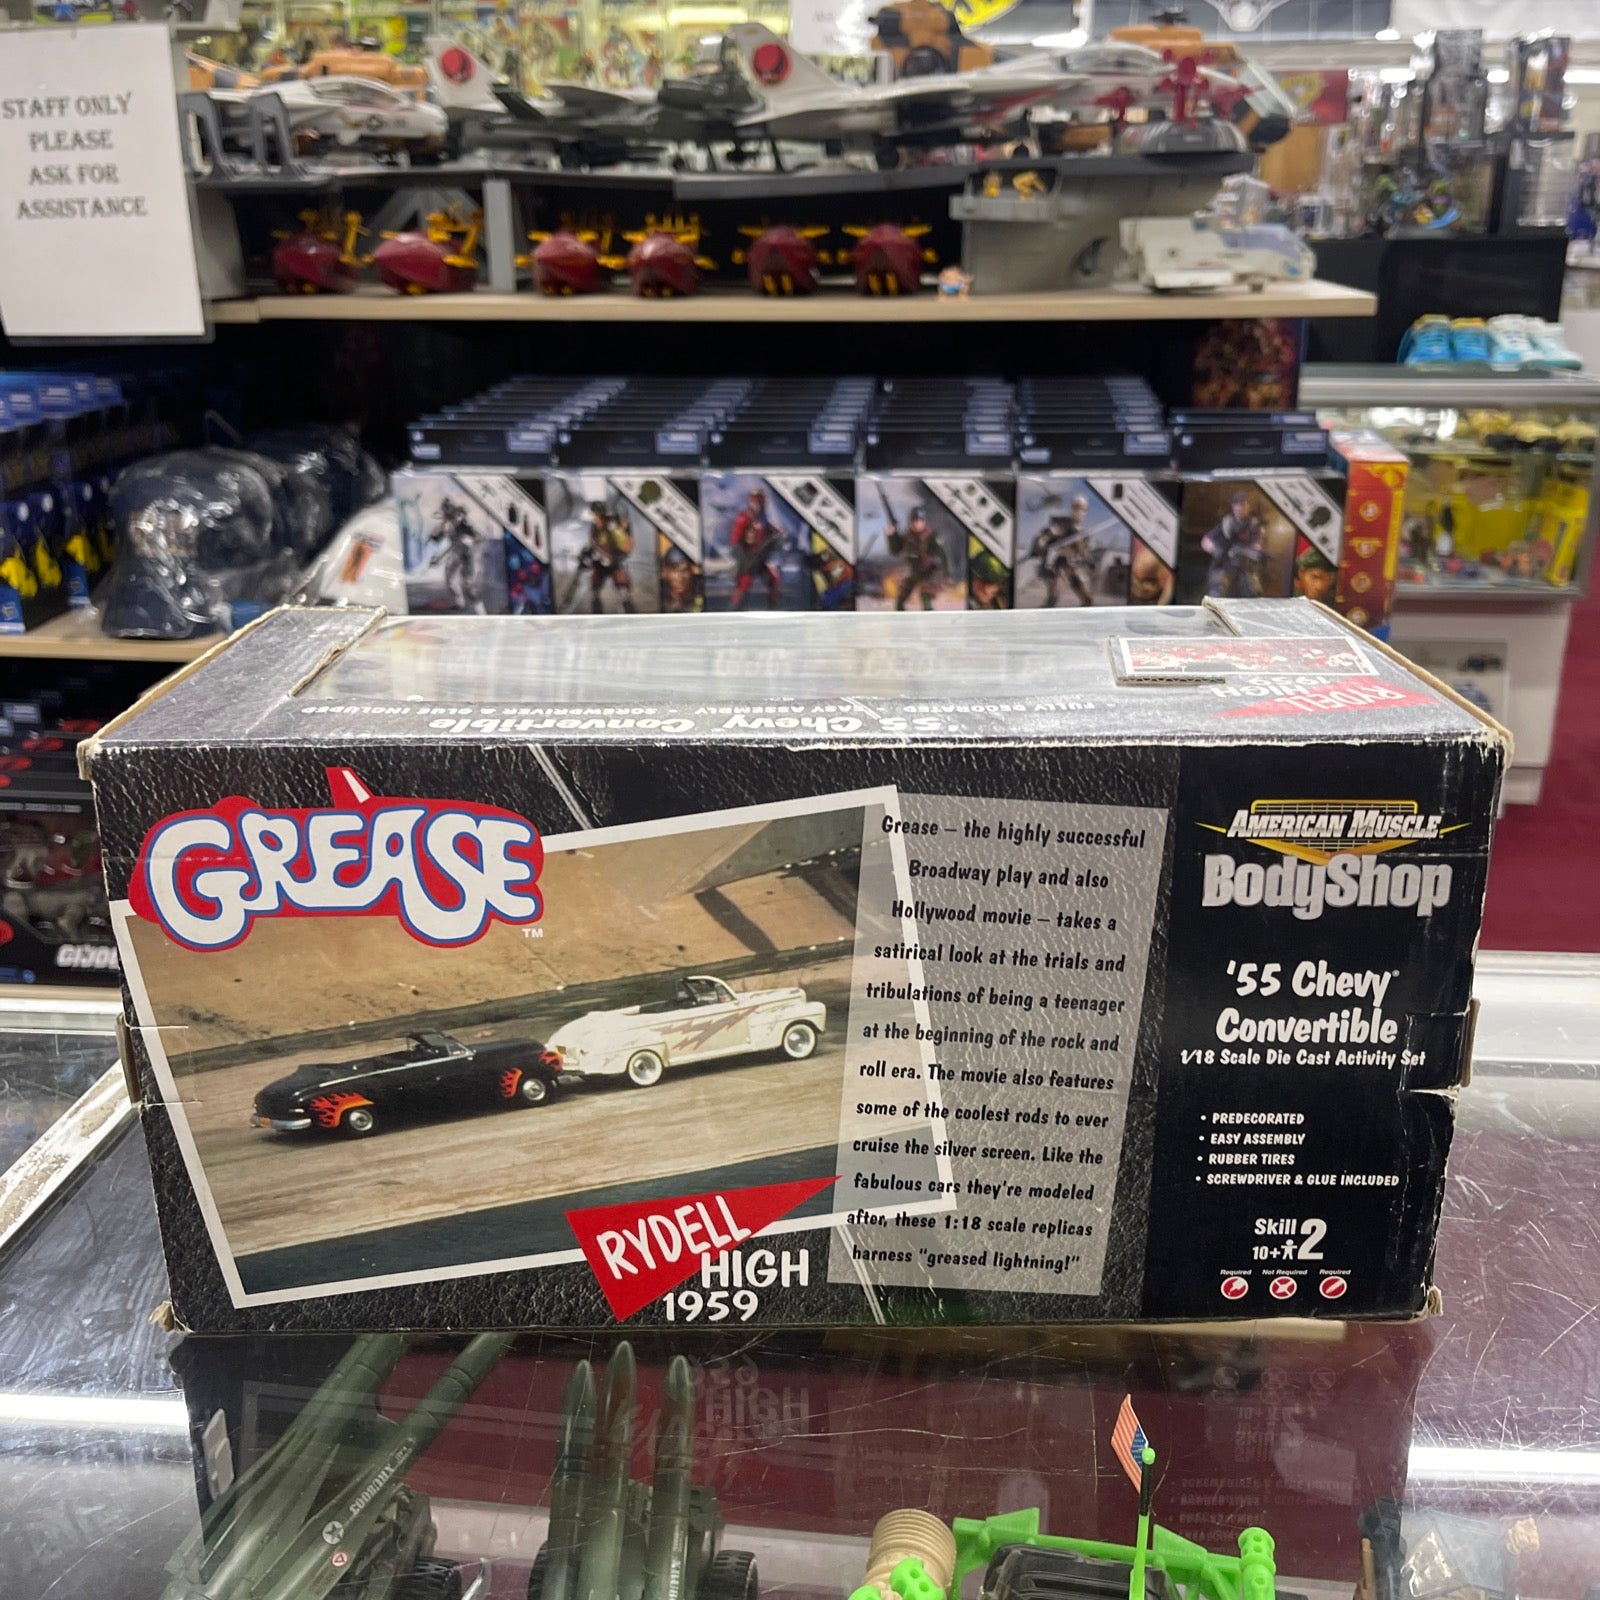 STAFF ONLY
PLEASE
ASK FOR
ASSISTANCE
RYDELL
HIGH
1959
'55 Chevy Convertible
• FULLY DECORATED • EASY ASSEMBLY • SCREWDRIVER & GLUE INCLUDED
GREASE™
Grease – the highly successful
Broadway play and also
Hollywood movie – takes a
satirical look at the trials and
tribulations of being a teenager
at the beginning of the rock and
roll era. The movie also features
some of the coolest rods to ever
cruise the silver screen. Like the
fabulous cars they're modeled
after, these 1:18 scale replicas
harness "greased lightning!"
RYDELL
HIGH
1959
AMERICAN MUSCLE
BodyShop
'55 Chevy®
Convertible
1/18 Scale Die Cast Activity Set
• PREDECORATED
• EASY ASSEMBLY
• RUBBER TIRES
• SCREWDRIVER & GLUE INCLUDED
Skill 2
10+
Required Not Required Required